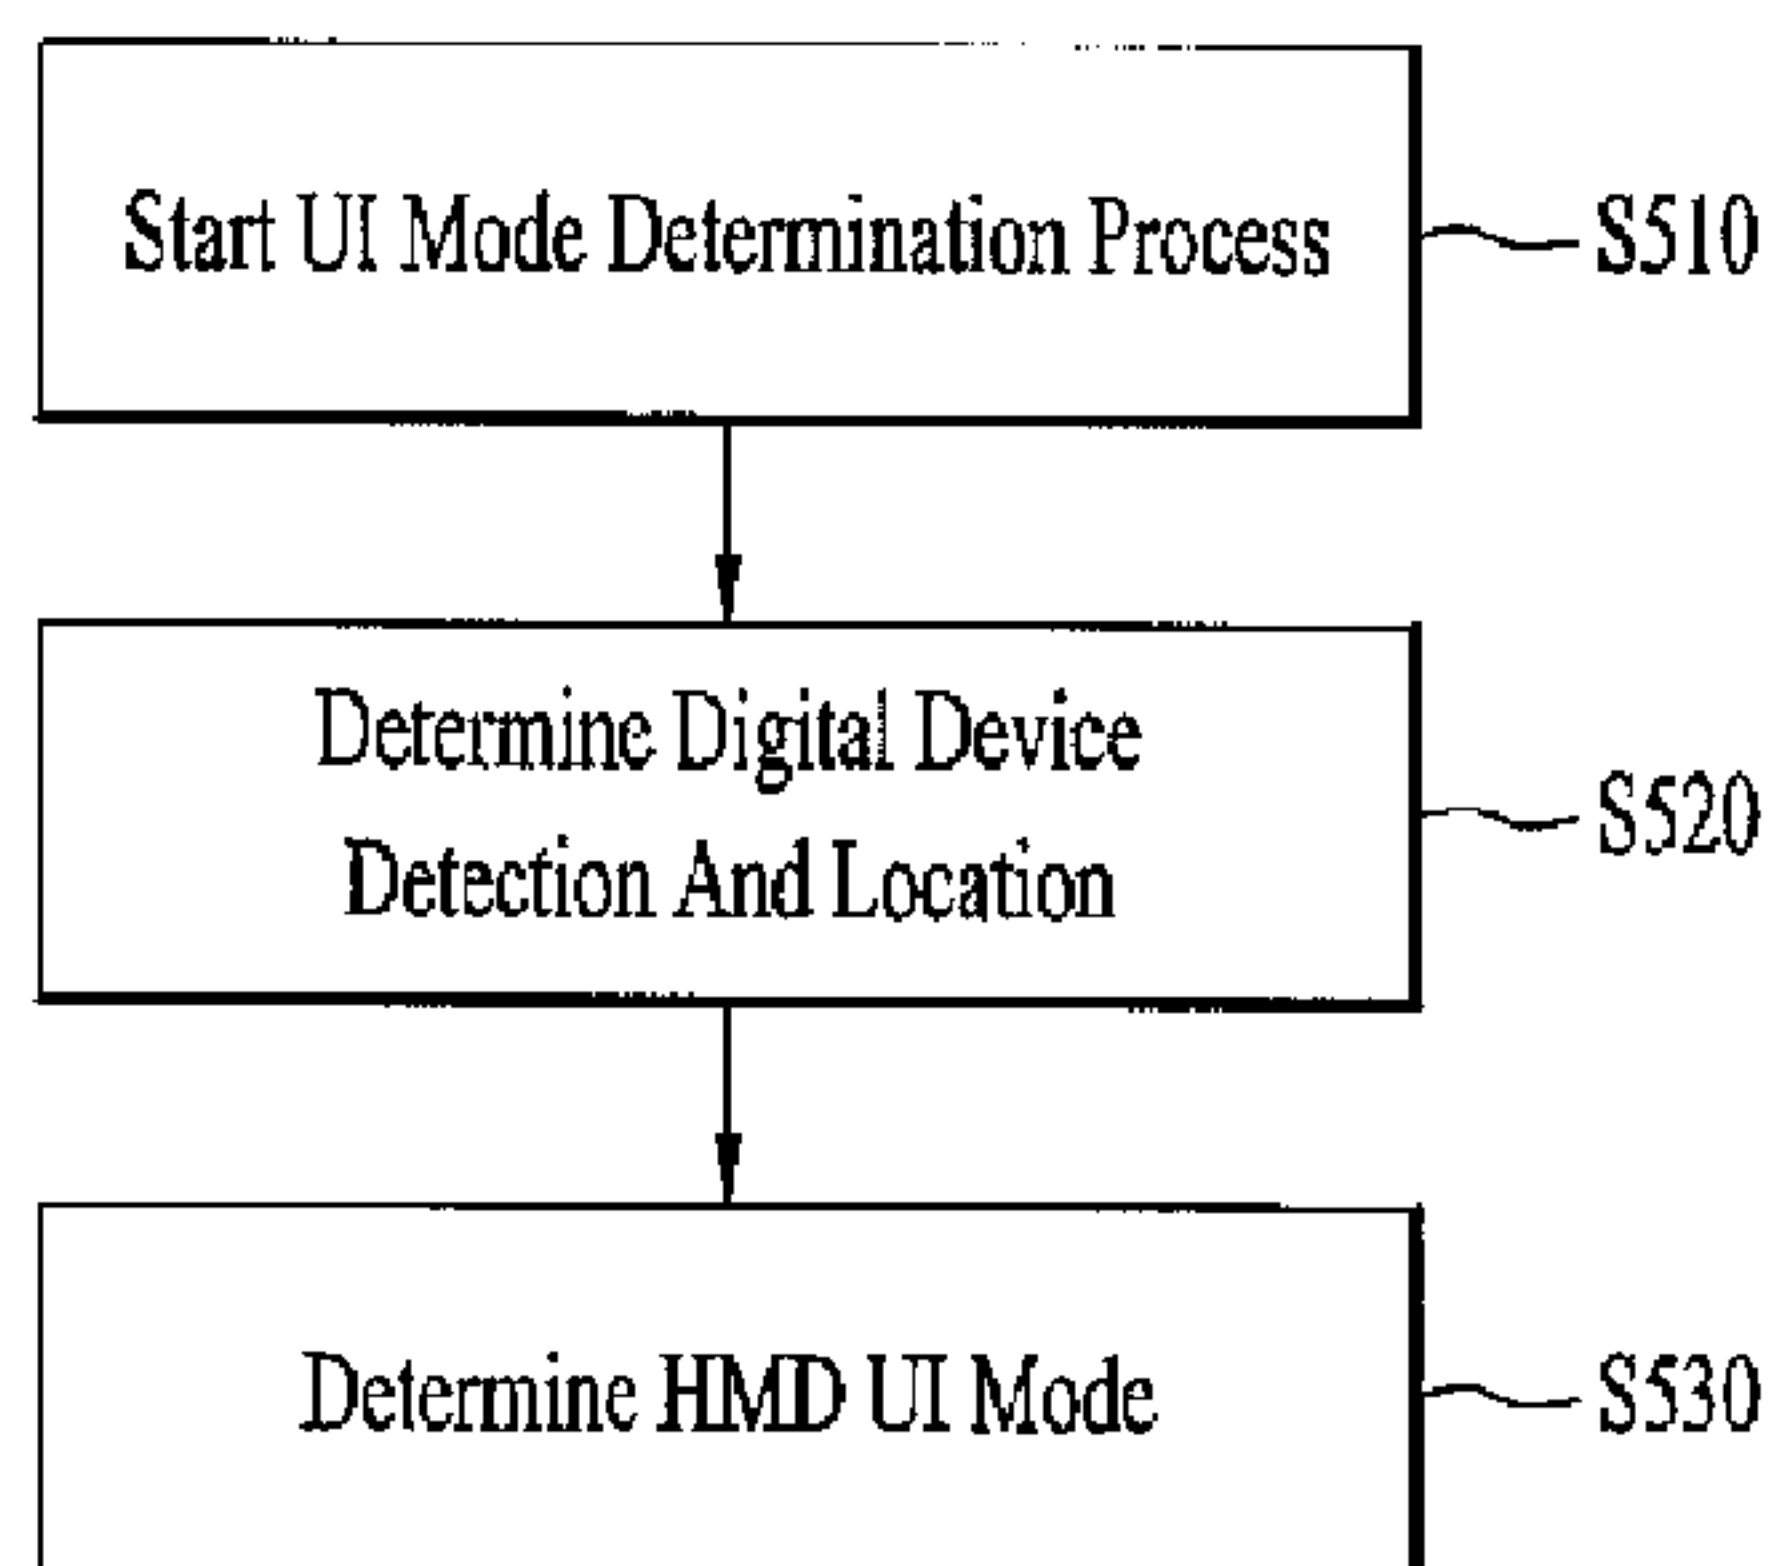 Start UI Mode Determination Process
S510
Determine Digital Device
Detection And Location
S520
Determine HMD UI Mode
S530